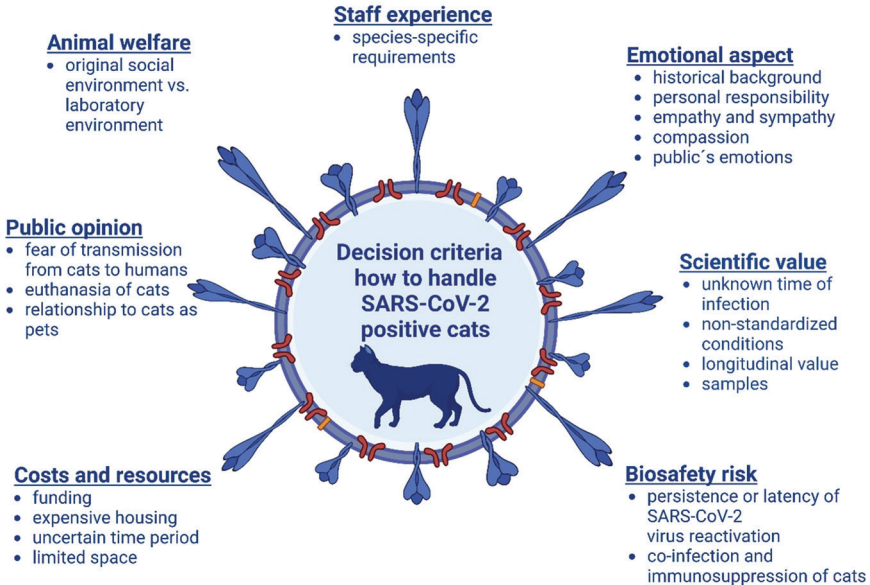 Staff experience
• species-specific
requirements
Animal welfare
• original social
environment vs.
laboratory
environment
Emotional aspect
• historical background
• personal responsibility
• empathy and sympathy
• compassion
• public´s emotions
Public opinion
• fear of transmission
from cats to humans
• euthanasia of cats
• relationship to cats as
pets
Decision criteria
how to handle
SARS-CoV-2
positive cats
Scientific value
• unknown time of
infection
• non-standardized
conditions
• longitudinal value
• samples
Costs and resources
• funding
• expensive housing
• uncertain time period
• limited space
Biosafety risk
• persistence or latency of
SARS-CoV-2
virus reactivation
• co-infection and
immunosuppression of cats